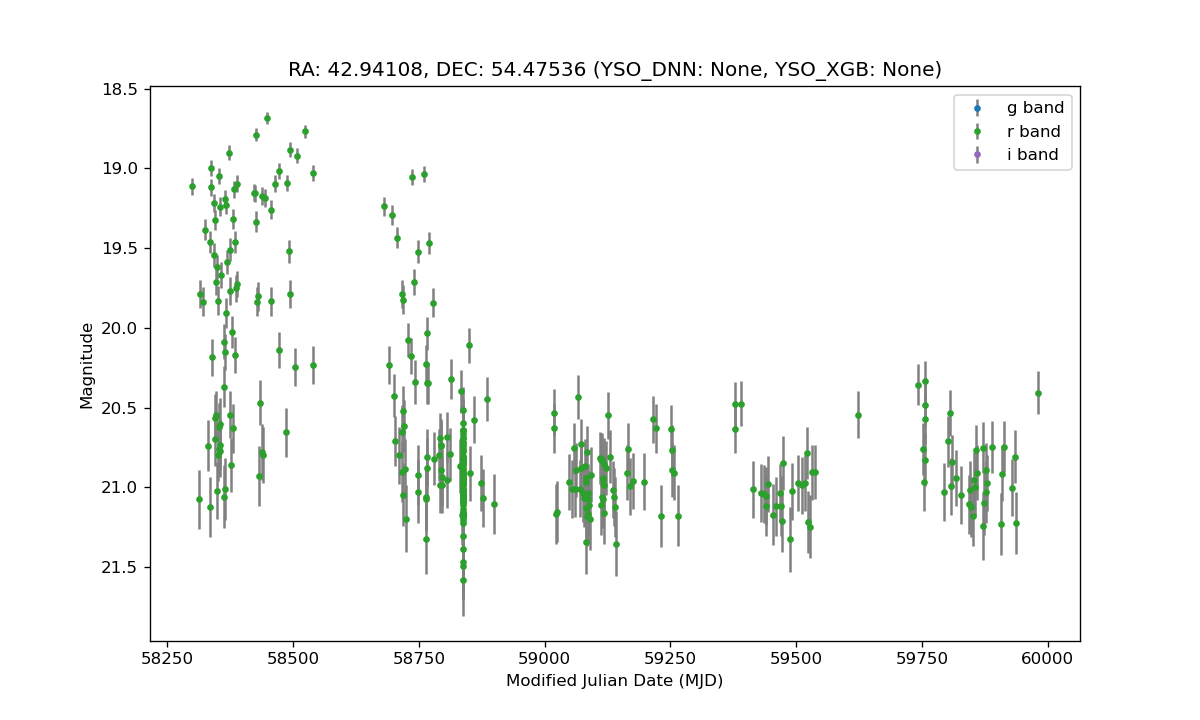 RA: 42.94108, DEC: 54.47536 (YSO_DNN: None, YSO_XGB: None)
g band
r band
i band
18.5
19.0
19.5
20.0
20.5
21.0
21.5
Magnitude
58250 58500 58750 59000 59250 59500 59750 60000
Modified Julian Date (MJD)